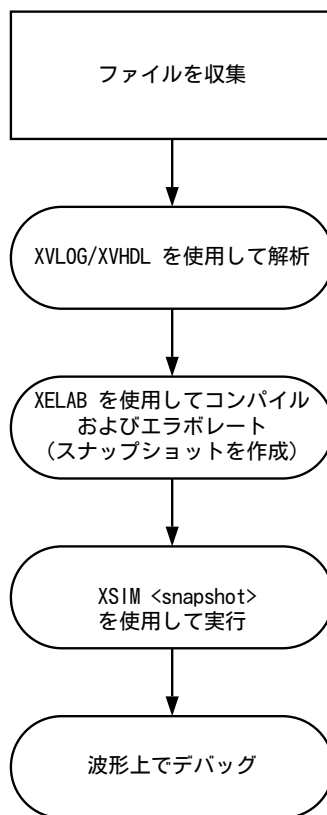 ファイルを収集
XVLOG/XVHDL を使用して解析
XELAB を使用してコンパイル
およびエラボレート
（スナップショットを作成）
XSIM <snapshot>
を使用して実行
波形上でデバッグ